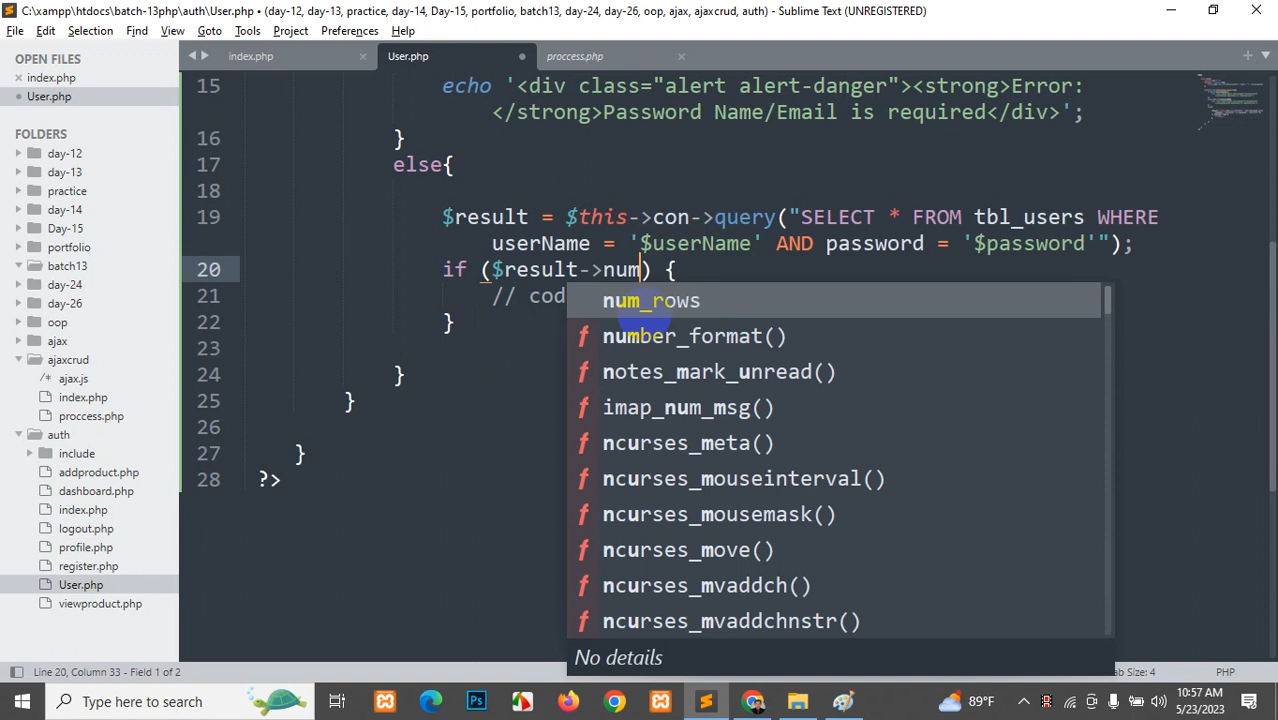 C:\xampp\htdocs\batch-13php\auth\User.php • (day-12, day-13, practice, day-14, Day-15, portfolio, batch13, day-24, day-26, oop, ajax, ajaxcrud, auth) - Sublime Text (UNREGISTERED)
File Edit Selection Find View Goto Tools Project Preferences Help
OPEN FILES
index.php
User.php
FOLDERS
day-12
day-13
practice
day-14
Day-15
portfolio
batch13
day-24
day-26
oop
ajax
ajaxcrud
ajax.js
index.php
proccess.php
auth
include
addproduct.php
dashboard.php
index.php
logout.php
profile.php
register.php
User.php
viewproduct.php
index.php User.php proccess.php
15 echo '<div class="alert alert-danger"><strong>Error:
</strong>Password Name/Email is required</div>';
16 }
17 else{
18
19 $result = $this->con->query("SELECT * FROM tbl_users WHERE
userName = '$userName' AND password = '$password'");
20 if ($result->num) {
21 // cod
22 }
23
24 }
25 }
26
27 }
28 ?>
num_rows
f number_format()
f notes_mark_unread()
f imap_num_msg()
f ncurses_meta()
f ncurses_mouseinterval()
f ncurses_mousemask()
f ncurses_move()
f ncurses_mvaddch()
f ncurses_mvaddchnstr()
No details
Line 20, Column 33 - Field 1 of 2 ab Size: 4 PHP
Type here to search 89°F 10:57 AM
5/23/2023